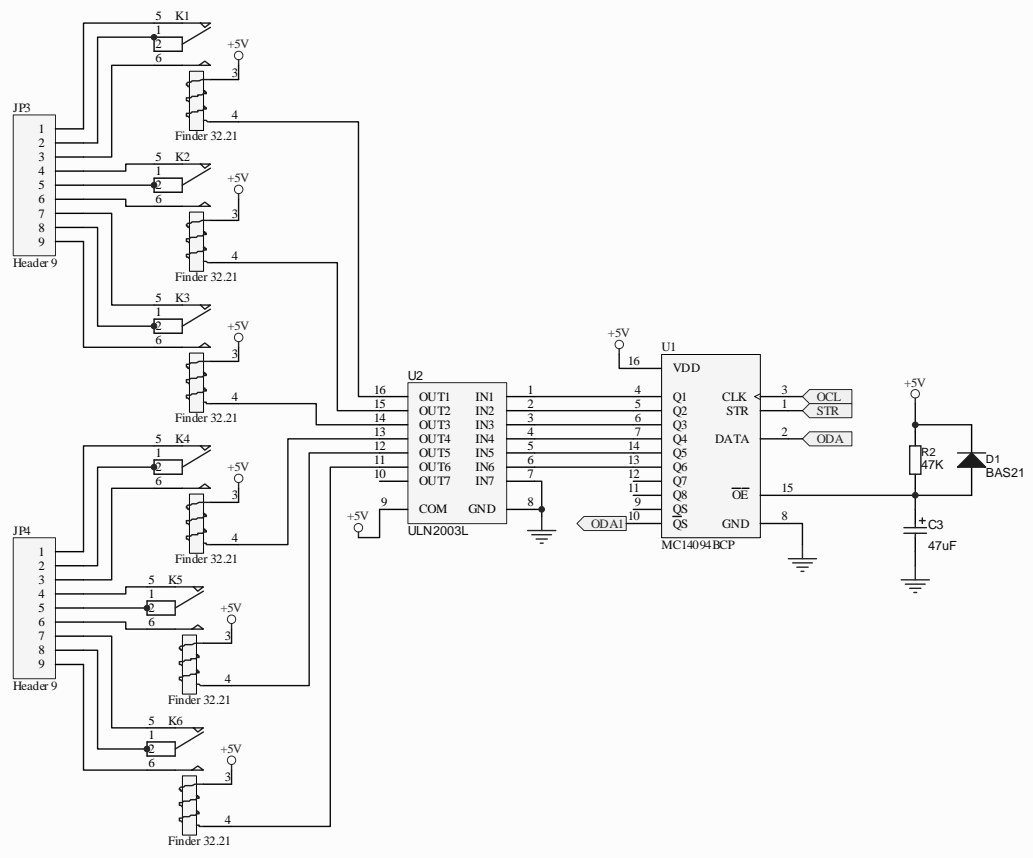 5 K1
1
2
6
+5V
3
4
Finder 32.21
JP3
1
2
3
4
5
6
7
8
9
Header 9
5 K2
1
2
6
+5V
3
4
Finder 32.21
5 K3
1
2
6
+5V
3
4
Finder 32.21
5 K4
1
2
6
+5V
3
4
Finder 32.21
JP4
1
2
3
4
5
6
7
8
9
Header 9
5 K5
1
2
6
+5V
3
4
Finder 32.21
5 K6
1
2
6
+5V
3
4
Finder 32.21
U2
16 OUT1 IN1 1
15 OUT2 IN2 2
14 OUT3 IN3 3
13 OUT4 IN4 4
12 OUT5 IN5 5
11 OUT6 IN6 6
10 OUT7 IN7 7
9 COM GND 8
+5V
ULN2003L
+5V
U1
16 VDD
4 Q1 CLK 3 OCL
5 Q2 STR 1 STR
6 Q3
7 Q4 DATA 2 ODA
14 Q5
13 Q6
12 Q7
11 Q8 OE 15
9 QS
ODA1 10 QS GND 8
MC14094BCP
+5V
R2
47K
D1
BAS21
+
C3
47uF